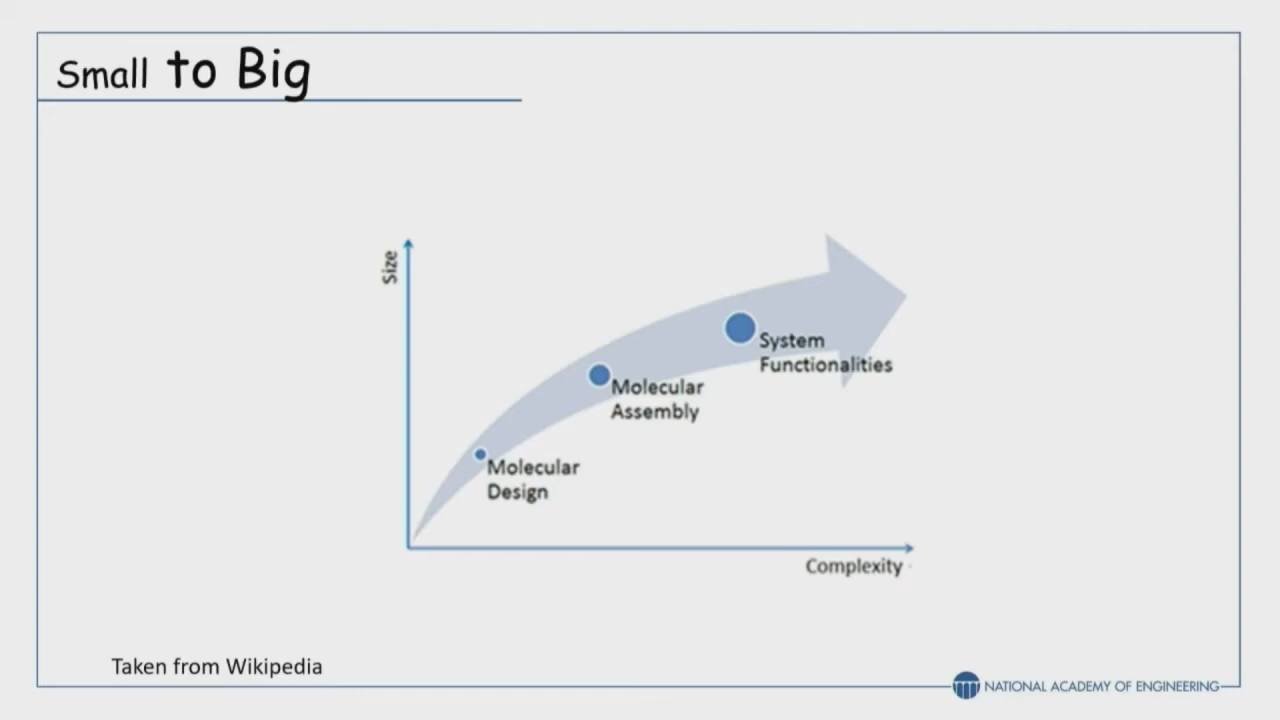 Small to Big
Size
System
Functionalities
Molecular
Assembly
Molecular
Design
Complexity
Taken from Wikipedia
NATIONAL ACADEMY OF ENGINEERING